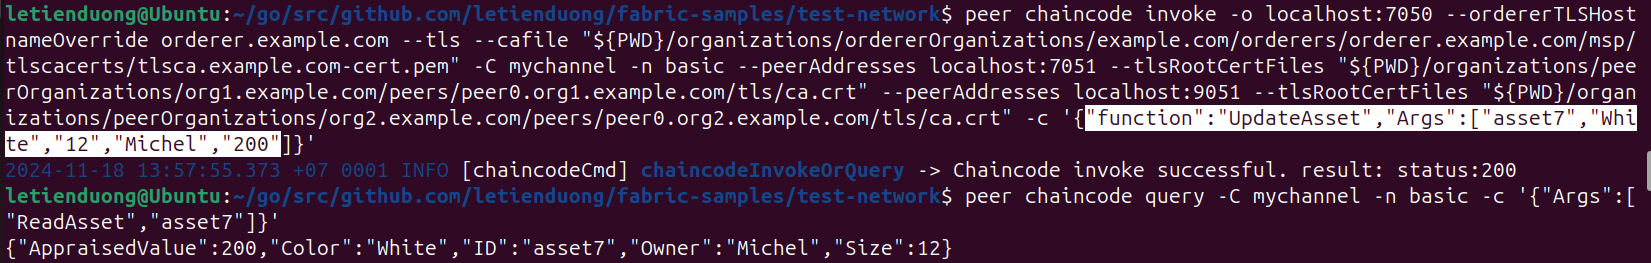 letienduong@Ubuntu:~/go/src/github.com/letienduong/fabric-samples/test-network$ peer chaincode invoke -o localhost:7050 --ordererTLSHost
nameOverride orderer.example.com --tls --cafile "${PWD}/organizations/ordererOrganizations/example.com/orderers/orderer.example.com/msp/
tlscacerts/tlsca.example.com-cert.pem" -C mychannel -n basic --peerAddresses localhost:7051 --tlsRootCertFiles "${PWD}/organizations/pee
rOrganizations/org1.example.com/peers/peer0.org1.example.com/tls/ca.crt" --peerAddresses localhost:9051 --tlsRootCertFiles "${PWD}/organ
izations/peerOrganizations/org2.example.com/peers/peer0.org2.example.com/tls/ca.crt" -c '{"function":"UpdateAsset","Args":["asset7","Whi
te","12","Michel","200"]}'
2024-11-18 13:57:55.373 +07 0001 INFO [chaincodeCmd] chaincodeInvokeOrQuery -> Chaincode invoke successful. result: status:200
letienduong@Ubuntu:~/go/src/github.com/letienduong/fabric-samples/test-network$ peer chaincode query -C mychannel -n basic -c '{"Args":[
"ReadAsset","asset7"]}'
{"AppraisedValue":200,"Color":"White","ID":"asset7","Owner":"Michel","Size":12}